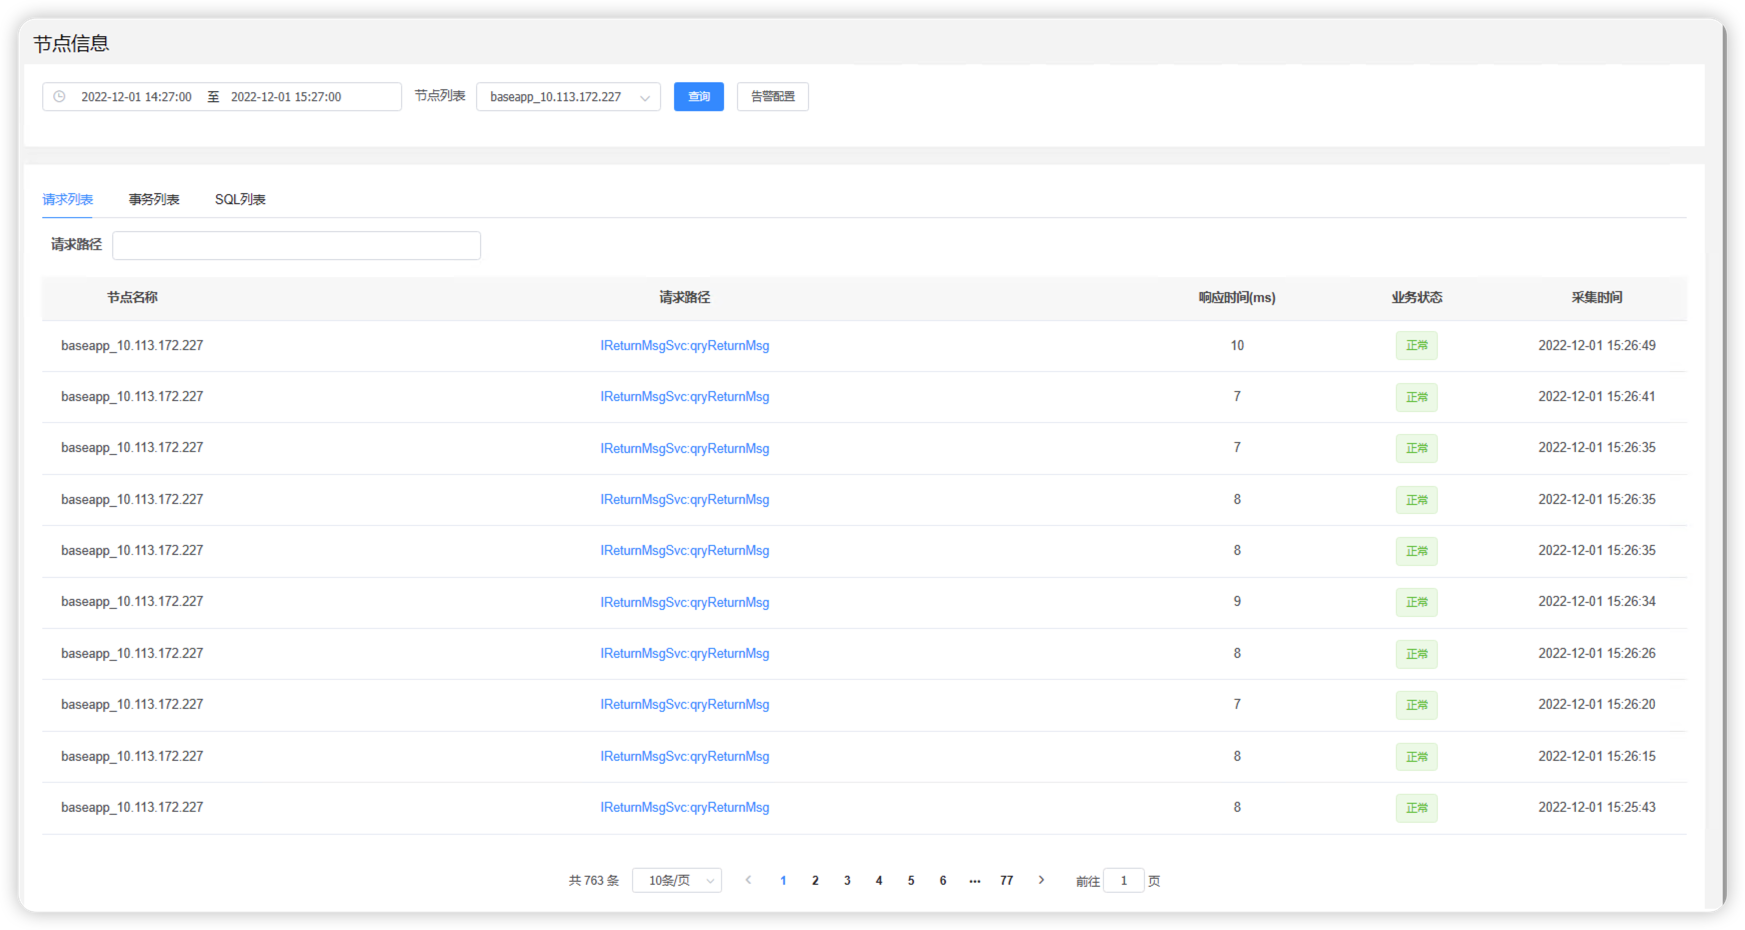 节点信息
2022-12-01 14:27:00 至 2022-12-01 15:27:00 节点列表 baseapp_10.113.172.227 查询 告警配置
请求列表 事务列表 SQL列表
请求路径
节点名称 请求路径 响应时间(ms) 业务状态 采集时间
baseapp_10.113.172.227 IReturnMsgSvc:qryReturnMsg 10 正常 2022-12-01 15:26:49
baseapp_10.113.172.227 IReturnMsgSvc:qryReturnMsg 7 正常 2022-12-01 15:26:41
baseapp_10.113.172.227 IReturnMsgSvc:qryReturnMsg 7 正常 2022-12-01 15:26:35
baseapp_10.113.172.227 IReturnMsgSvc:qryReturnMsg 8 正常 2022-12-01 15:26:35
baseapp_10.113.172.227 IReturnMsgSvc:qryReturnMsg 8 正常 2022-12-01 15:26:35
baseapp_10.113.172.227 IReturnMsgSvc:qryReturnMsg 9 正常 2022-12-01 15:26:34
baseapp_10.113.172.227 IReturnMsgSvc:qryReturnMsg 8 正常 2022-12-01 15:26:26
baseapp_10.113.172.227 IReturnMsgSvc:qryReturnMsg 7 正常 2022-12-01 15:26:20
baseapp_10.113.172.227 IReturnMsgSvc:qryReturnMsg 8 正常 2022-12-01 15:26:15
baseapp_10.113.172.227 IReturnMsgSvc:qryReturnMsg 8 正常 2022-12-01 15:25:43
共 763 条 10条/页 1 2 3 4 5 6 ••• 77 前往 1 页